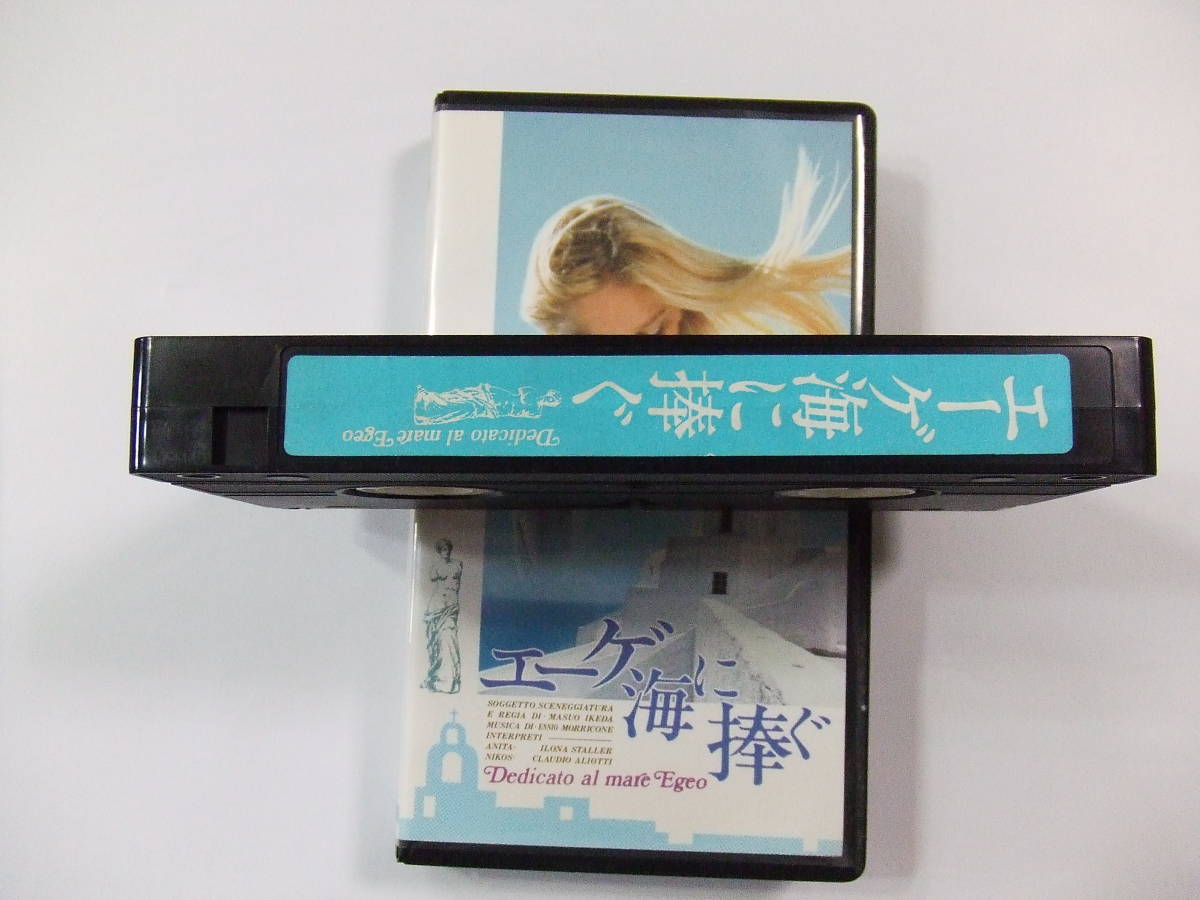 エーゲ海に捧ぐ
Dedicato al mare Egeo
エーゲ海に捧ぐ
SOGGETTO, SCENEGGIATURA
E REGIA DI · MASUO IKEDA
MUSICA DI · ENNIO MORRICONE
INTERPRETI
ANITA · ILONA STALLER
NIKOS · CLAUDIO ALIOTTI
Dedicato al mare Egeo